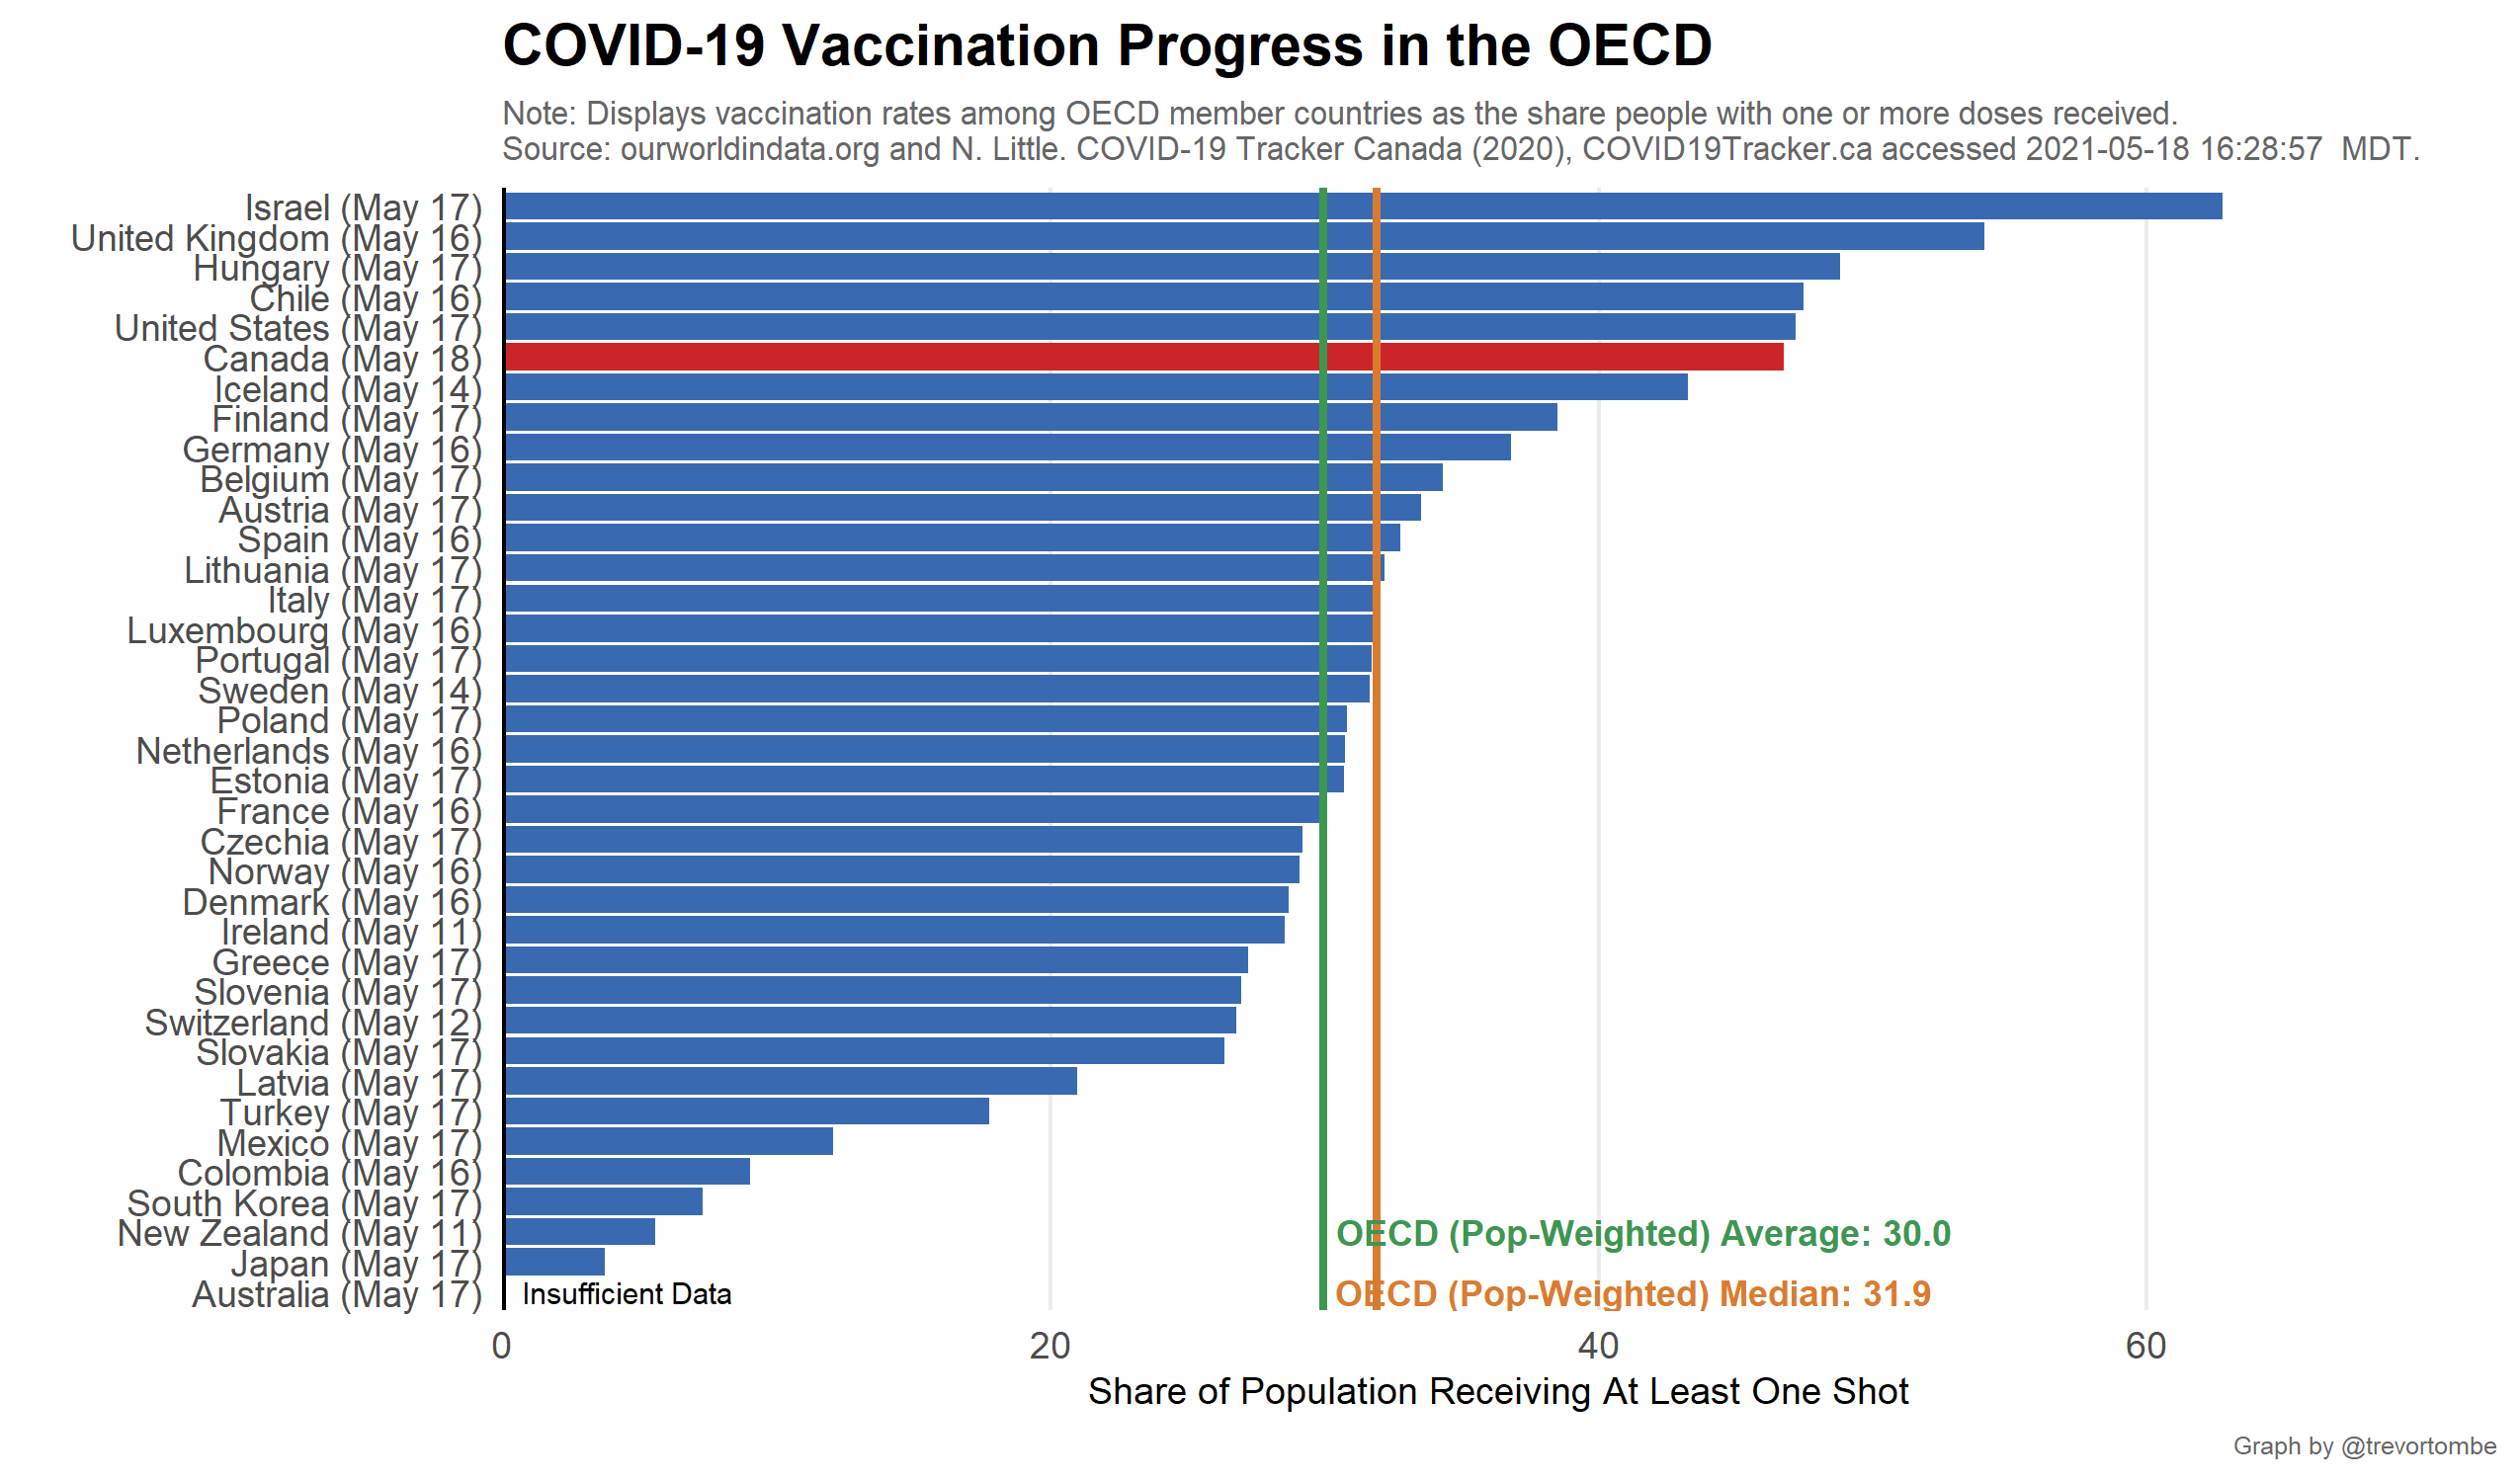 COVID-19 Vaccination Progress in the OECD
Note: Displays vaccination rates among OECD member countries as the share people with one or more doses received.
Source: ourworldindata.org and N. Little. COVID-19 Tracker Canada (2020), COVID19Tracker.ca accessed 2021-05-18 16:28:57  MDT.
Israel (May 17)
United Kingdom (May 16)
Hungary (May 17)
Chile (May 16)
United States (May 17)
Canada (May 18)
Iceland (May 14)
Finland (May 17)
Germany (May 16)
Belgium (May 17)
Austria (May 17)
Spain (May 16)
Lithuania (May 17)
Italy (May 17)
Luxembourg (May 16)
Portugal (May 17)
Sweden (May 14)
Poland (May 17)
Netherlands (May 16)
Estonia (May 17)
France (May 16)
Czechia (May 17)
Norway (May 16)
Denmark (May 16)
Ireland (May 11)
Greece (May 17)
Slovenia (May 17)
Switzerland (May 12)
Slovakia (May 17)
Latvia (May 17)
Turkey (May 17)
Mexico (May 17)
Colombia (May 16)
South Korea (May 17)
New Zealand (May 11) OECD (Pop-Weighted) Average: 30.0
Japan (May 17)
Australia (May 17) Insufficient Data OECD (Pop-Weighted) Median: 31.9
0 20 40 60
Share of Population Receiving At Least One Shot
Graph by @trevortombe